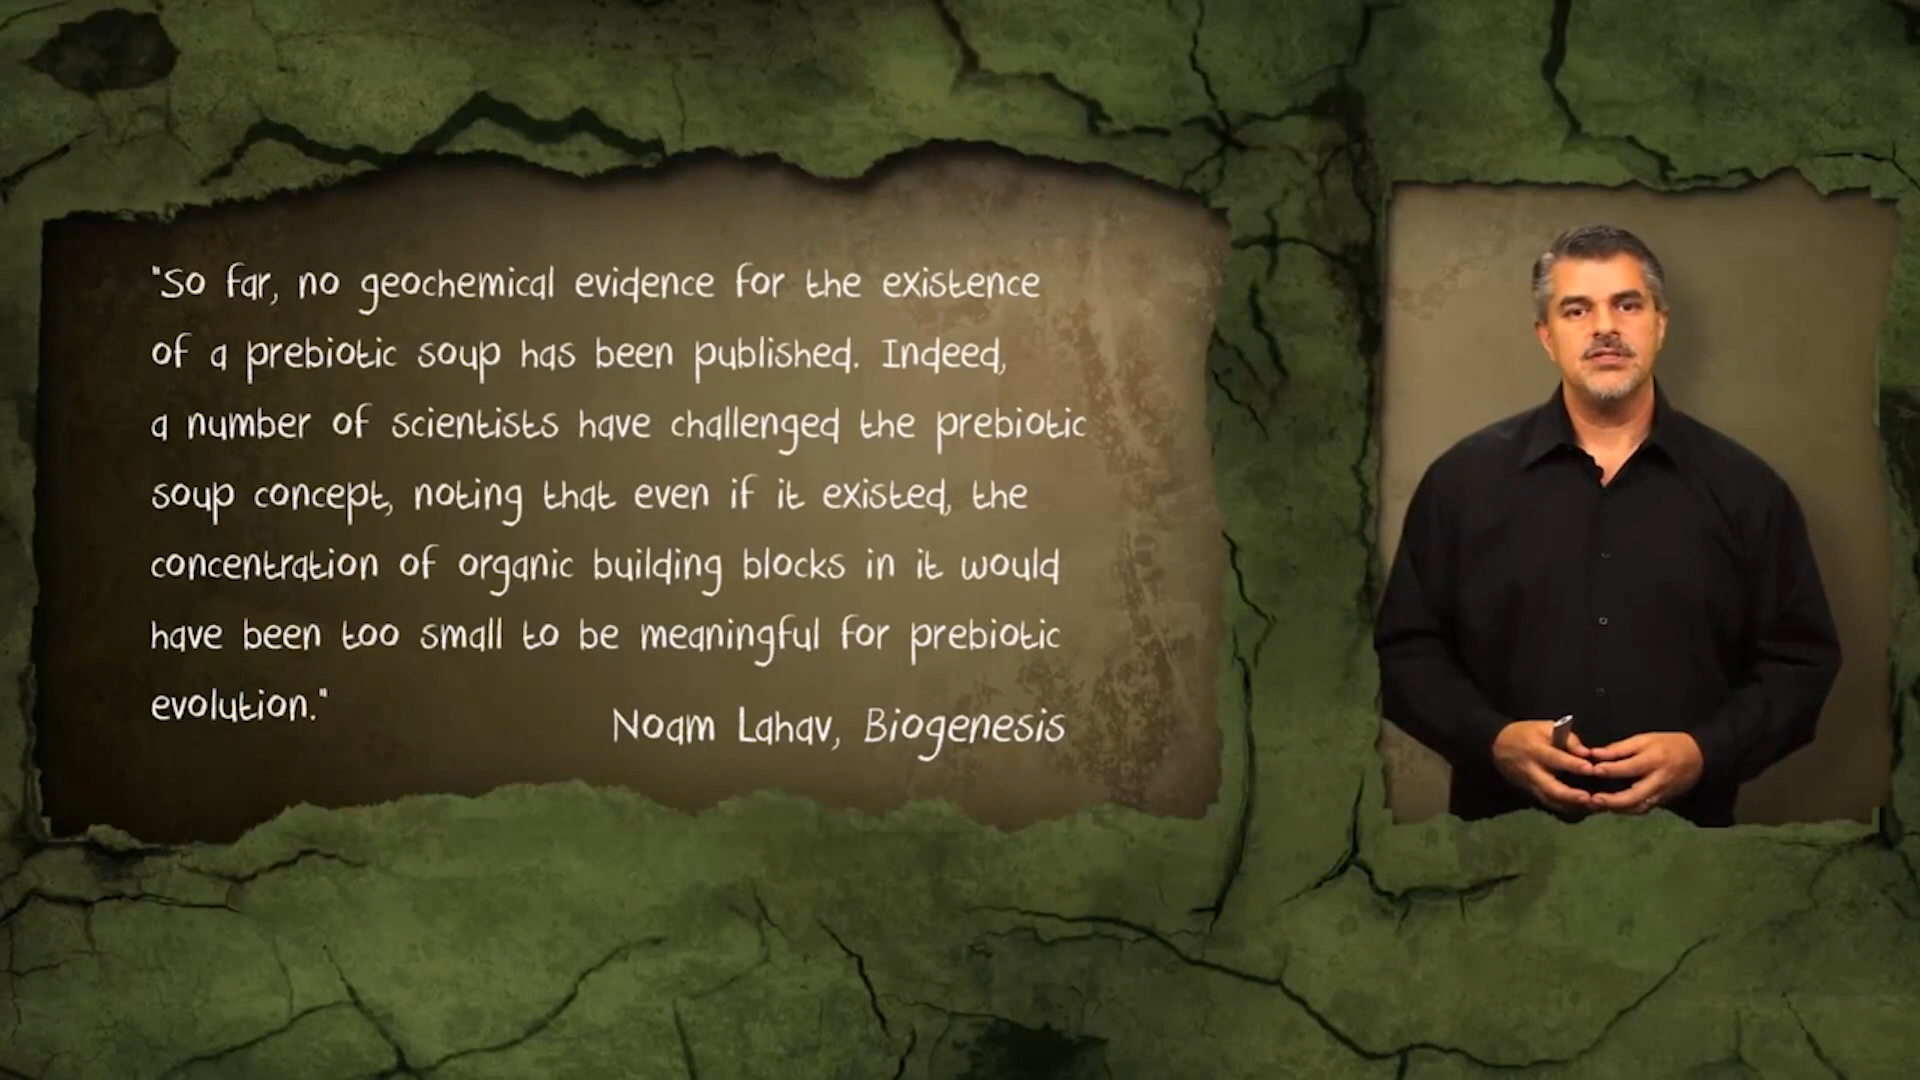 "So far, no geochemical evidence for the existence
of a prebiotic soup has been published. Indeed,
a number of scientists have challenged the prebiotic
soup concept, noting that even if it existed, the
concentration of organic building blocks in it would
have been too small to be meaningful for prebiotic
evolution."
Noam Lahav, Biogenesis